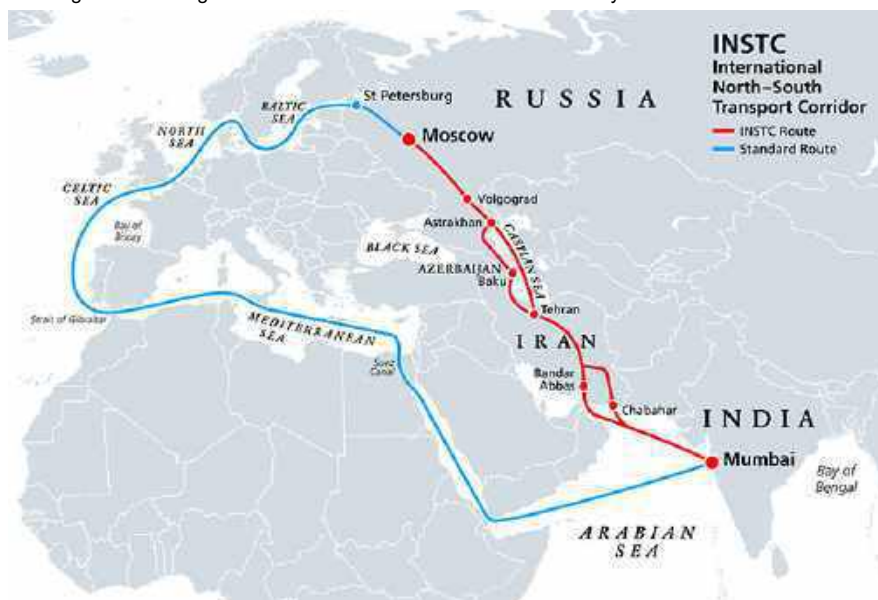 INSTC
International
North–South
Transport Corridor
INSTC Route
Standard Route
RUSSIA
St Petersburg
BALTIC
SEA
Moscow
NORTH
SEA
CELTIC
SEA
Volgograd
Astrakhan
Bay of
Biscay
CASPIAN SEA
BLACK SEA
AZERBAIJAN
Baku
Tehran
Strait of Gibraltar
MEDITERRANEAN
SEA
IRAN
Suez
Canal
Bandar
Abbas
Chabahar
INDIA
Mumbai
Bay of
Bengal
ARABIAN
SEA